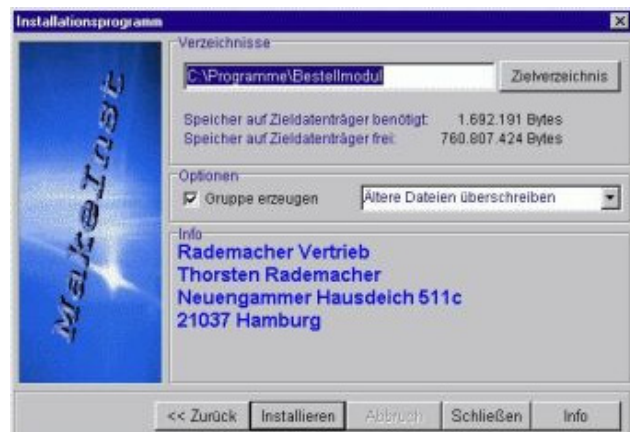 Installationsprogramm
MakeInst
Verzeichnisse
C:\Programme\Bestellmodul
Zielverzeichnis
Speicher auf Zieldatenträger benötigt: 1.692.191 Bytes
Speicher auf Zieldatenträger frei: 760.807.424 Bytes
Optionen
Gruppe erzeugen
Ältere Dateien überschreiben
Info
Rademacher Vertrieb
Thorsten Rademacher
Neuengammer Hausdeich 511c
21037 Hamburg
<< Zurück Installieren Abbruch Schließen Info